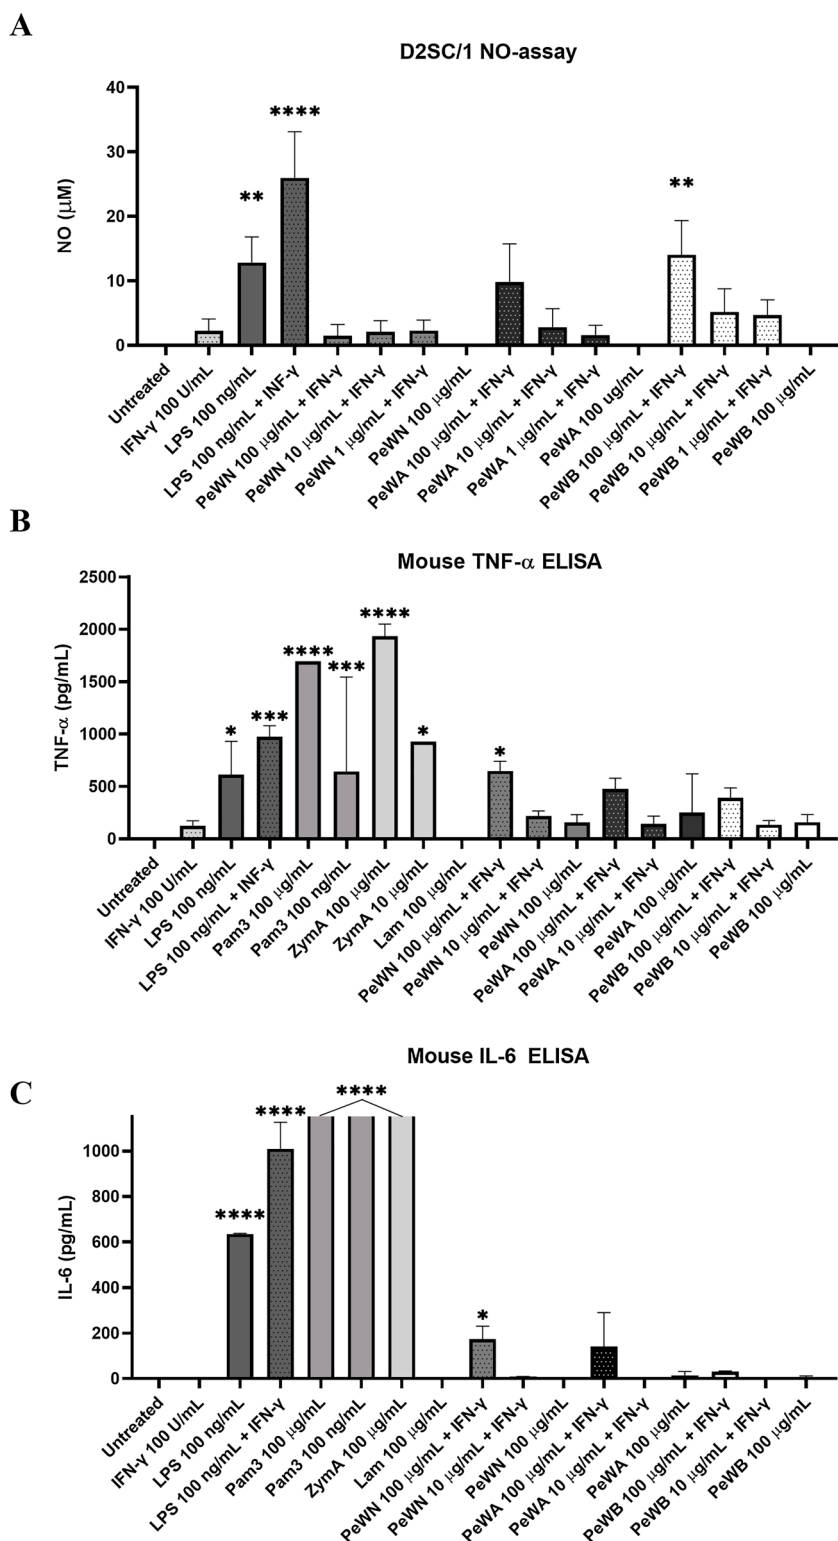 A
D2SC/1 NO-assay
40
30
20
10
0
NO (μM)
**
****
**
Untreated
IFN-γ 100 U/mL
LPS 100 ng/mL
LPS 100 ng/mL + INF-γ
PeWN 100 μg/mL + IFN-γ
PeWN 10 μg/mL + IFN-γ
PeWN 1 μg/mL + IFN-γ
PeWN 100 μg/mL
PeWA 100 μg/mL + IFN-γ
PeWA 10 μg/mL + IFN-γ
PeWA 1 μg/mL + IFN-γ
PeWA 100 ug/mL
PeWB 100 μg/mL + IFN-γ
PeWB 10 μg/mL + IFN-γ
PeWB 1 μg/mL + IFN-γ
PeWB 100 μg/mL
B
Mouse TNF-α ELISA
2500
2000
1500
1000
500
0
TNF-α (pg/mL)
*
***
****
***
****
*
*
Untreated
IFN-γ 100 U/mL
LPS 100 ng/mL
LPS 100 ng/mL + INF-γ
Pam3 100 μg/mL
Pam3 100 ng/mL
ZymA 100 μg/mL
ZymA 10 μg/mL
Lam 100 μg/mL
PeWN 100 μg/mL + IFN-γ
PeWN 10 μg/mL + IFN-γ
PeWN 100 μg/mL
PeWA 100 μg/mL + IFN-γ
PeWA 10 μg/mL + IFN-γ
PeWA 100 μg/mL
PeWB 100 μg/mL + IFN-γ
PeWB 10 μg/mL + IFN-γ
PeWB 100 μg/mL
C
Mouse IL-6 ELISA
1000
800
600
400
200
0
IL-6 (pg/mL)
****
****
****
*
Untreated
IFN-γ 100 U/mL
LPS 100 ng/mL
LPS 100 ng/mL + IFN-γ
Pam3 100 μg/mL
Pam3 100 ng/mL
ZymA 100 μg/mL
Lam 100 μg/mL
PeWN 100 μg/mL + IFN-γ
PeWN 10 μg/mL + IFN-γ
PeWN 100 μg/mL
PeWA 100 μg/mL + IFN-γ
PeWA 10 μg/mL + IFN-γ
PeWA 100 μg/mL
PeWB 100 μg/mL + IFN-γ
PeWB 10 μg/mL + IFN-γ
PeWB 100 μg/mL